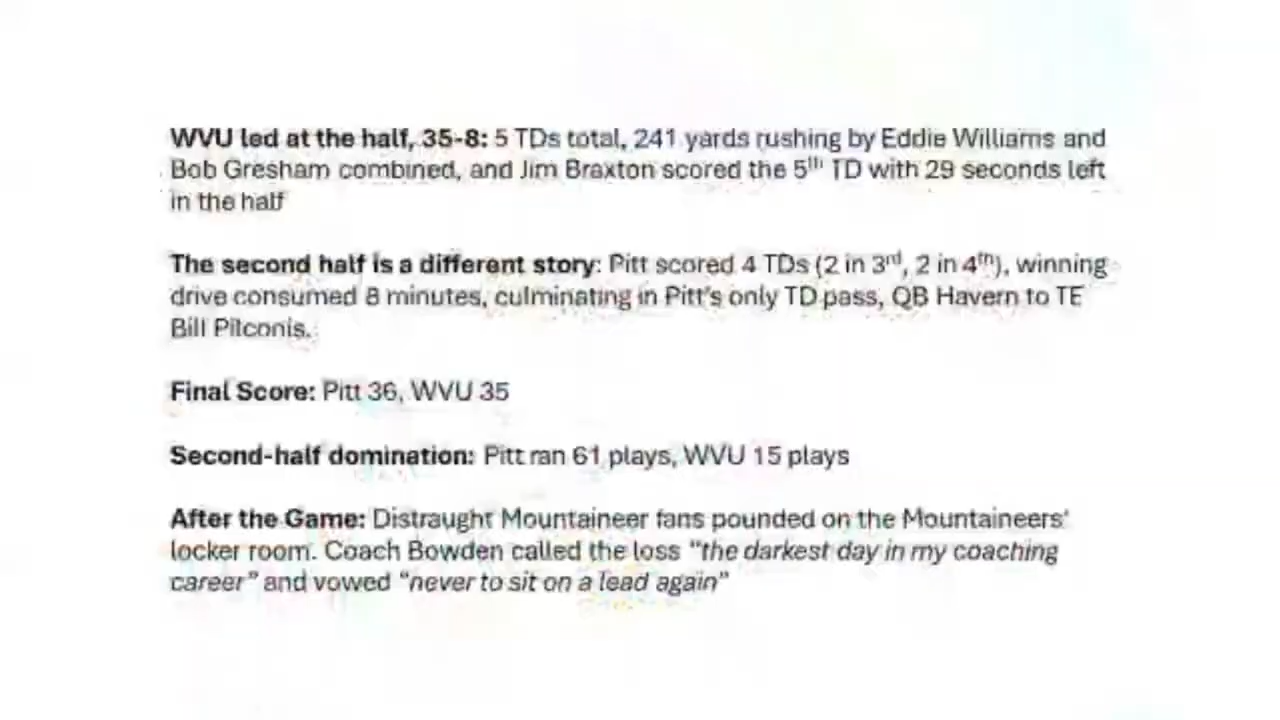 WVU led at the half, 35-8: 5 TDs total, 241 yards rushing by Eddie Williams and
Bob Gresham combined, and Jim Braxton scored the 5th TD with 29 seconds left
in the half
The second half is a different story: Pitt scored 4 TDs (2 in 3rd, 2 in 4th), winning
drive consumed 8 minutes, culminating in Pitt's only TD pass, QB Havern to TE
Bill Pilconis.
Final Score: Pitt 36, WVU 35
Second-half domination: Pitt ran 61 plays, WVU 15 plays
After the Game: Distraught Mountaineer fans pounded on the Mountaineers'
locker room. Coach Bowden called the loss "the darkest day in my coaching
career" and vowed "never to sit on a lead again"